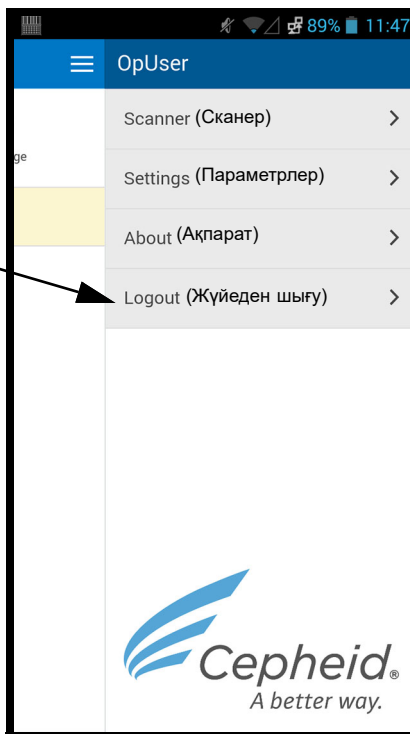 89% 11:47
OpUser
Scanner (Сканер)
ge
Settings (Параметрлер)
About (Ақпарат)
Logout (Жүйеден шығу)
Cepheid®
A better way.